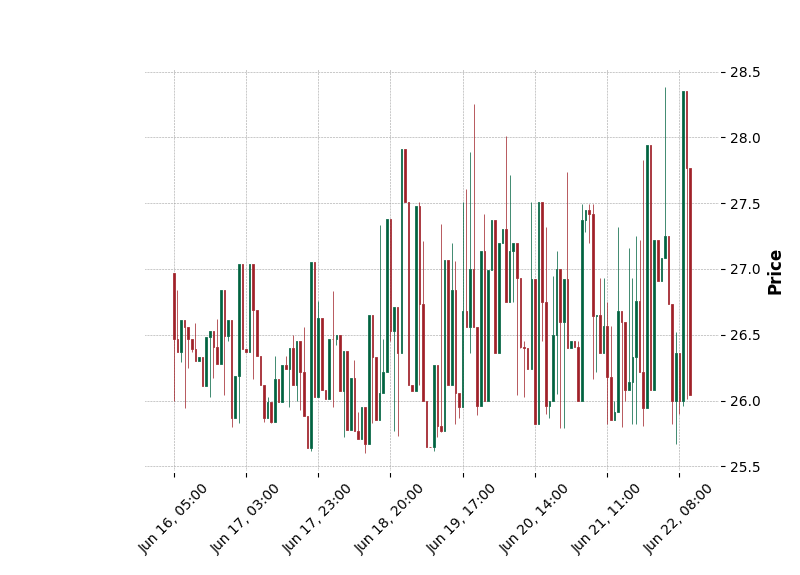 28.5
28.0
27.5
27.0
26.5
26.0
25.5
Price
Jun 16, 05:00
Jun 17, 03:00
Jun 17, 23:00
Jun 18, 20:00
Jun 19, 17:00
Jun 20, 14:00
Jun 21, 11:00
Jun 22, 08:00